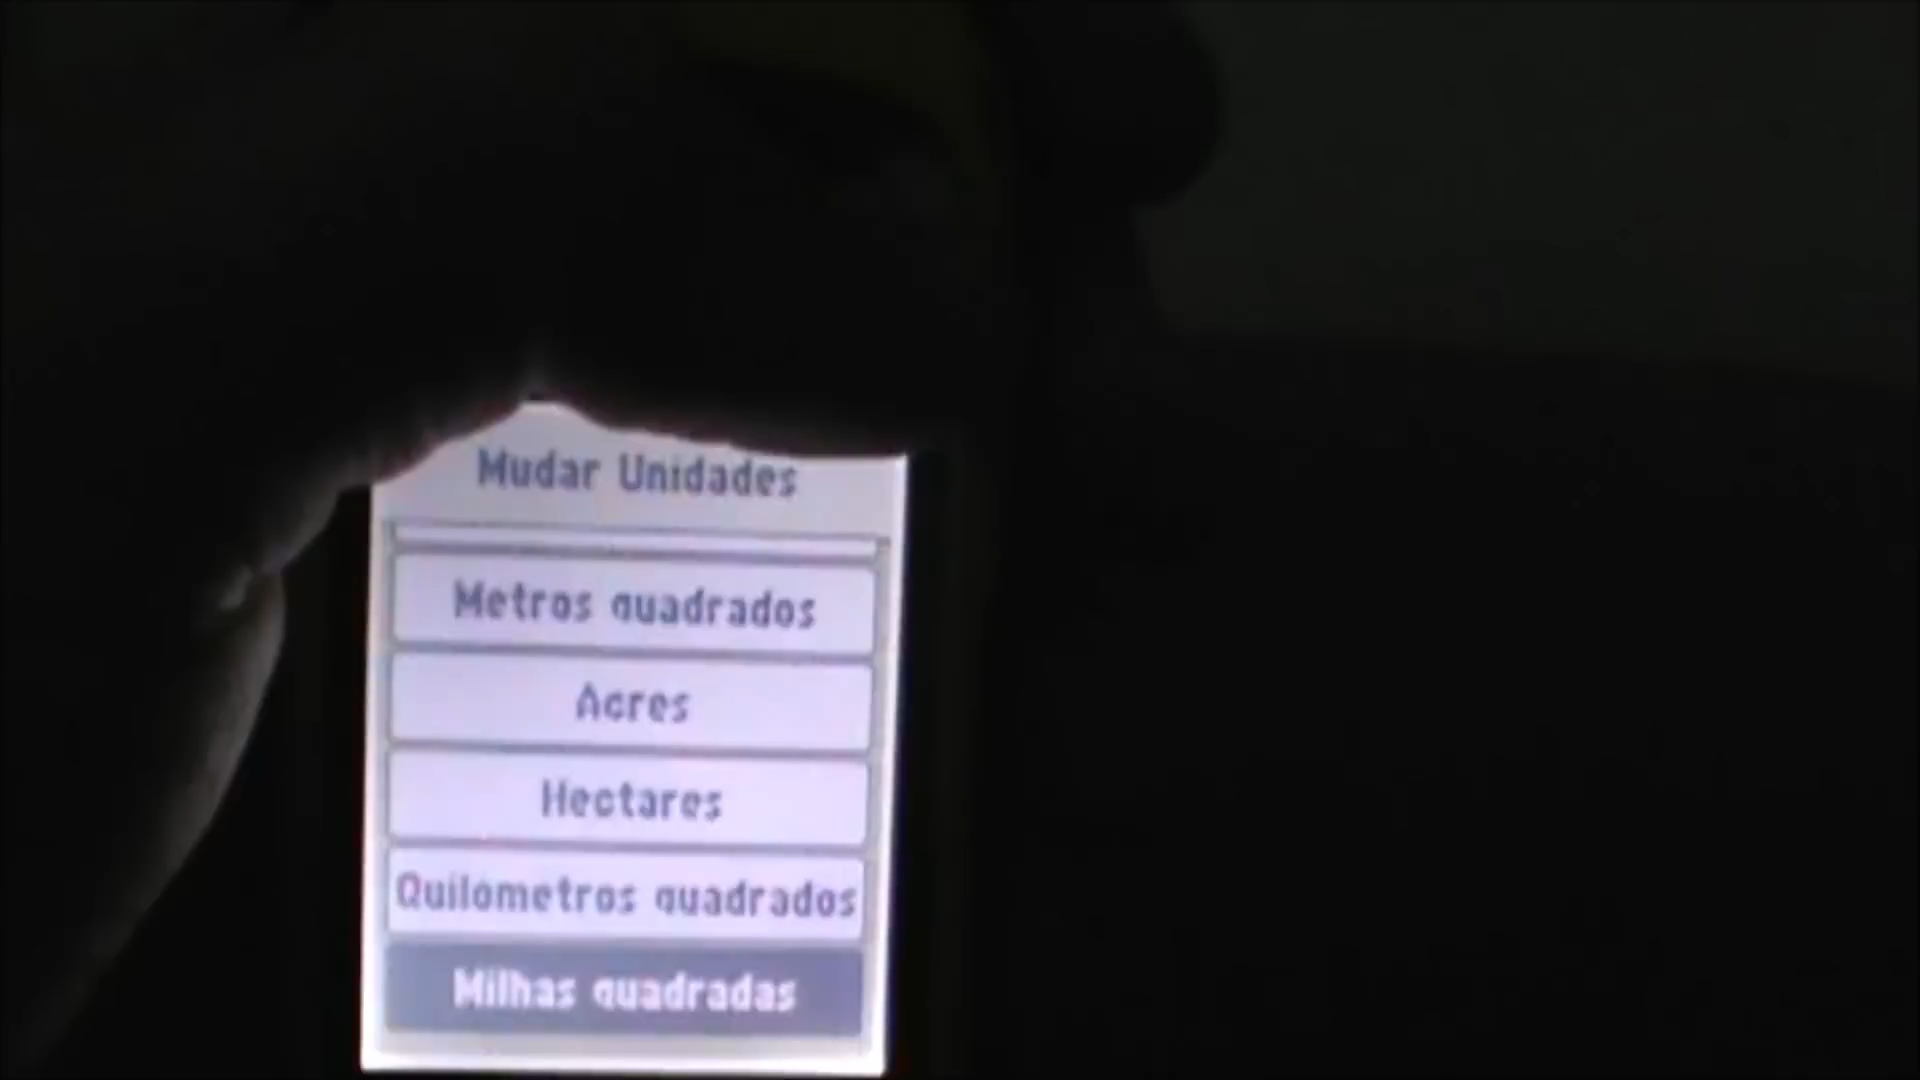 Mudar Unidades
Metros quadrados
Acres
Hectares
Quilometros quadrados
Milhas quadradas